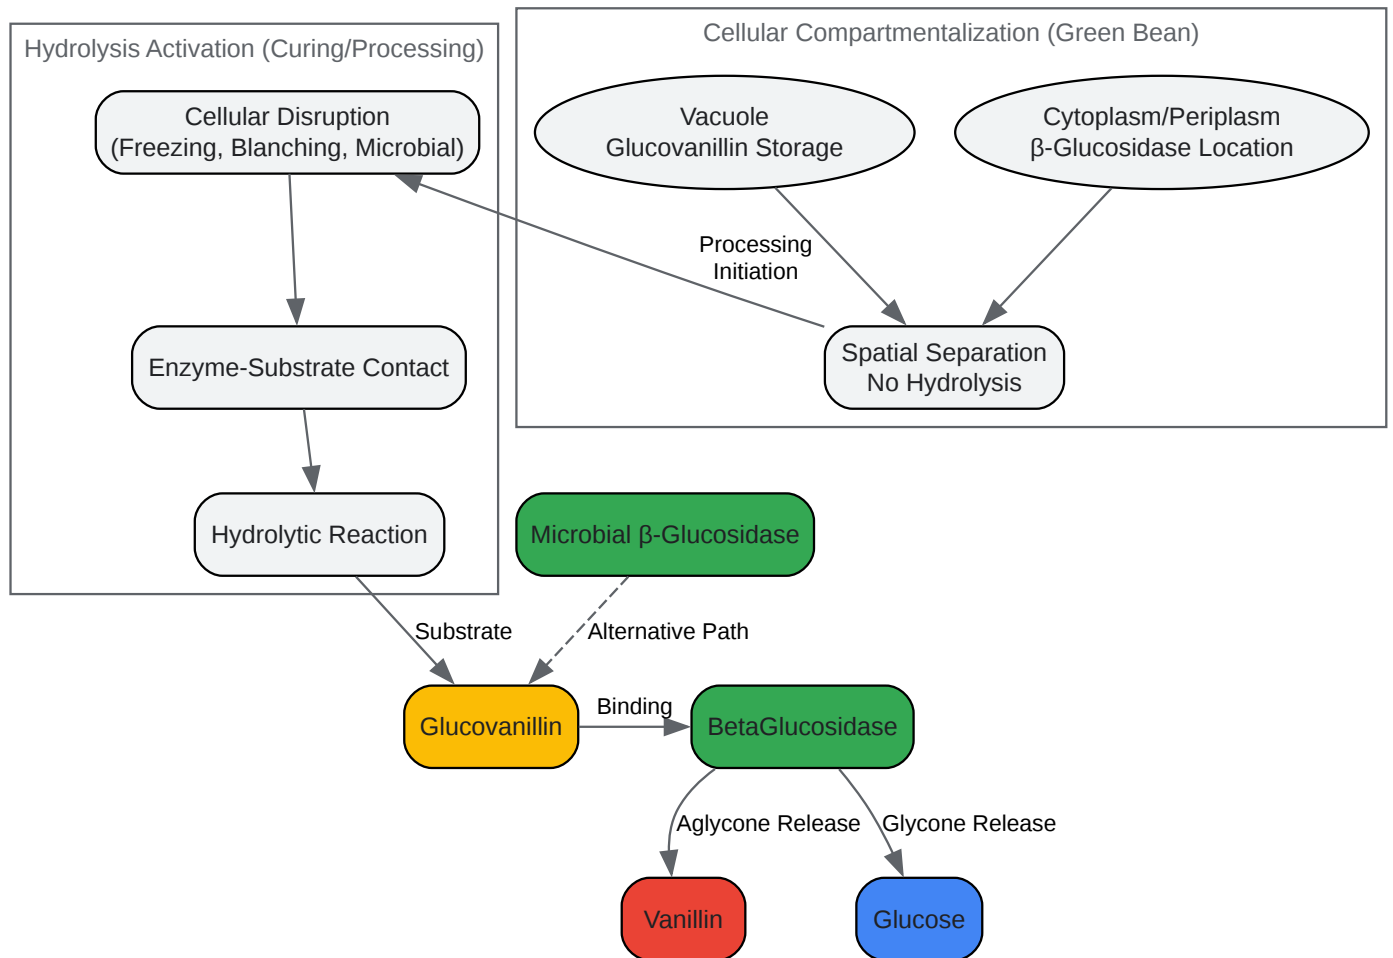 Hydrolysis Activation (Curing/Processing)
Cellular Compartmentalization (Green Bean)
Cellular Disruption
(Freezing, Blanching, Microbial)
Vacuole
Glucovanillin Storage
Cytoplasm/Periplasm
β-Glucosidase Location
Processing
Initiation
Enzyme-Substrate Contact
Spatial Separation
No Hydrolysis
Hydrolytic Reaction
Microbial β-Glucosidase
Substrate
Alternative Path
Glucovanillin
Binding
BetaGlucosidase
Aglycone Release
Glycone Release
Vanillin
Glucose